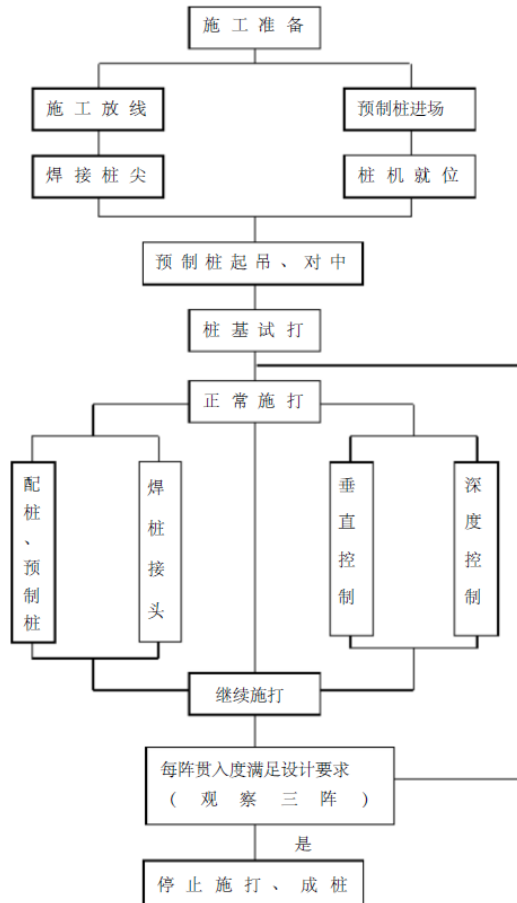 施工准备
施工放线
预制桩进场
焊接桩尖
桩机就位
预制桩起吊、对中
桩基试打
正常施打
配桩、预制桩
焊桩接头
垂直控制
深度控制
继续施打
每阵贯入度满足设计要求
(观察三阵)
是
停止施打、成桩